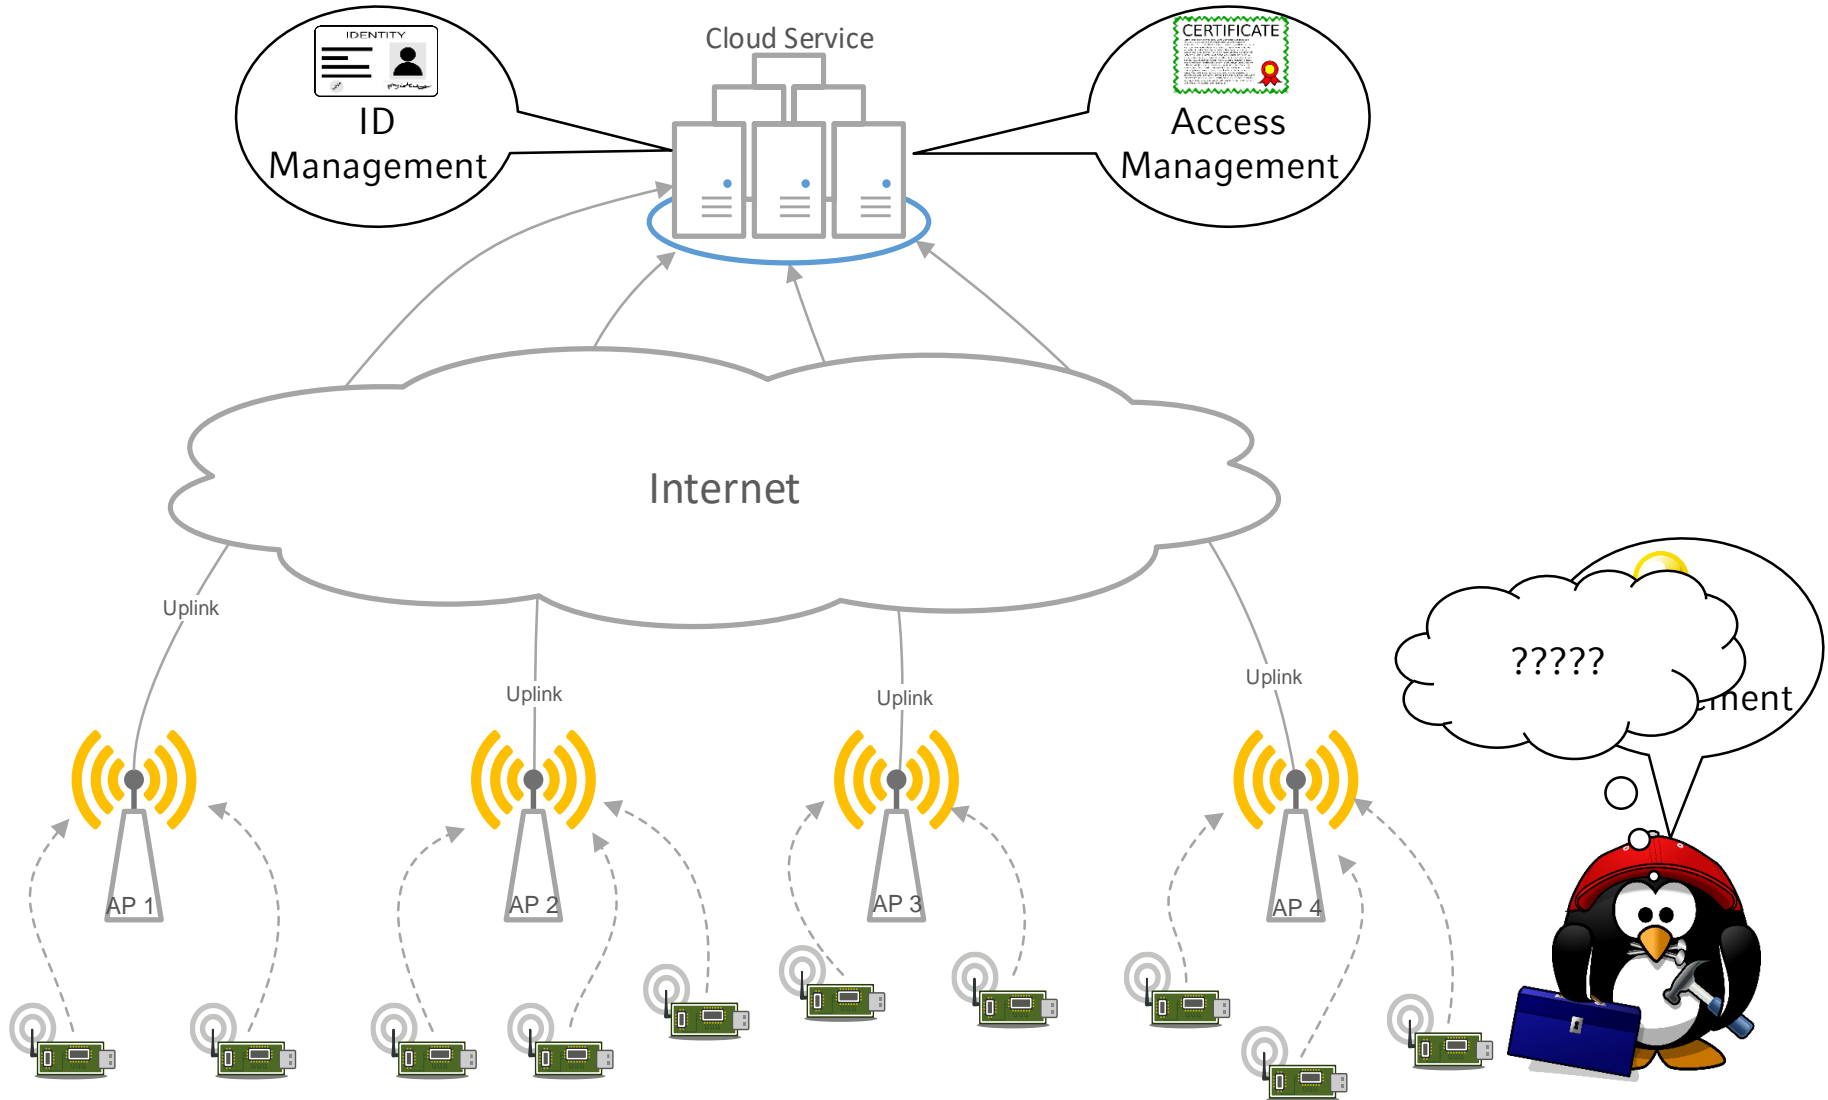 IDENTITY
ID
Management
Cloud Service
CERTIFICATE
Access
Management
Internet
Uplink
Uplink
Uplink
Uplink
?????
ement
AP 1
AP 2
AP 3
AP 4